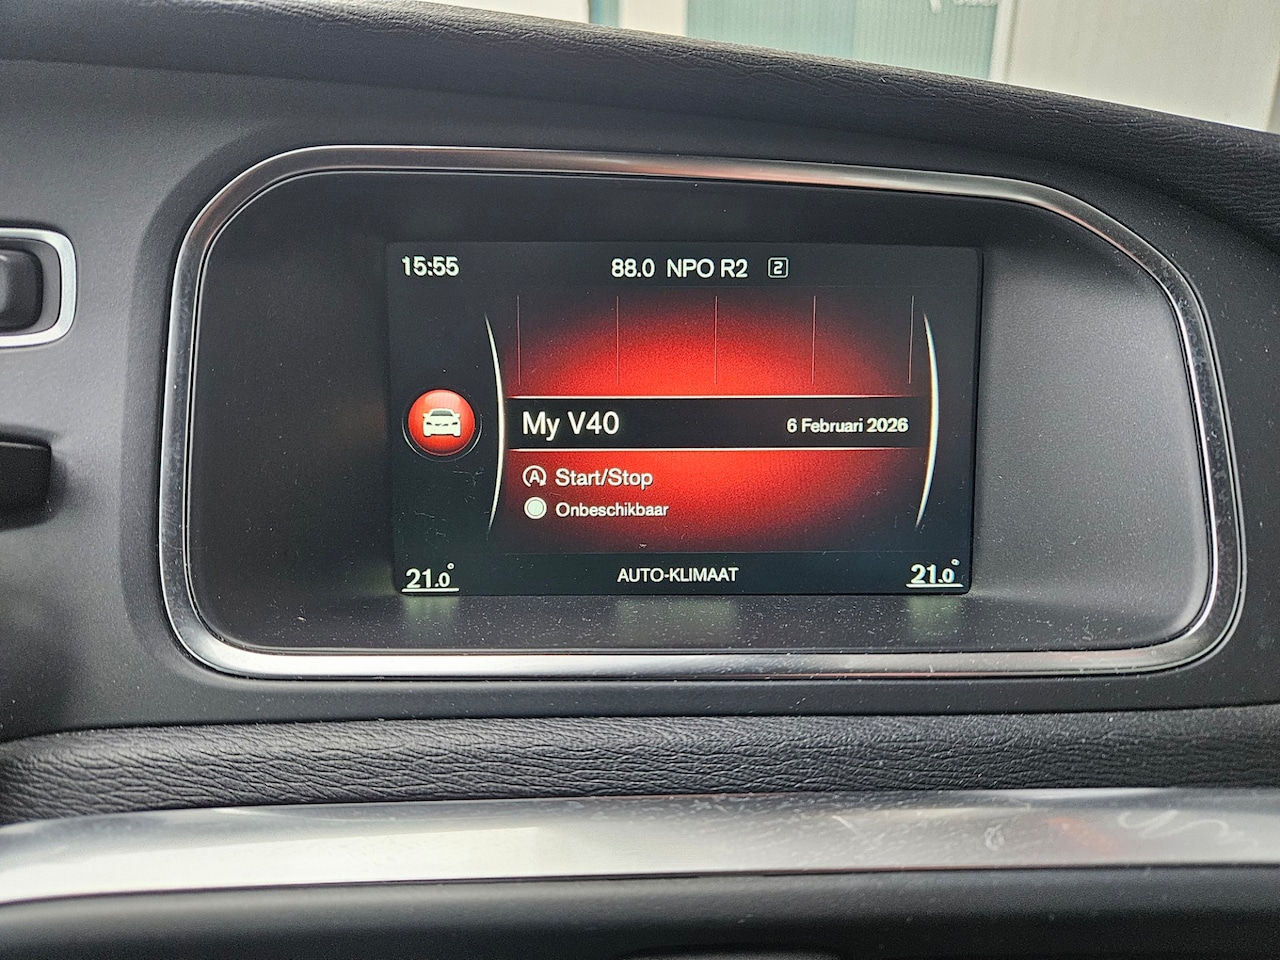 15:55 88.0 NPO R2 2
My V40 6 Februari 2026
A Start/Stop
Onbeschikbaar
21.0° AUTO-KLIMAAT 21.0°